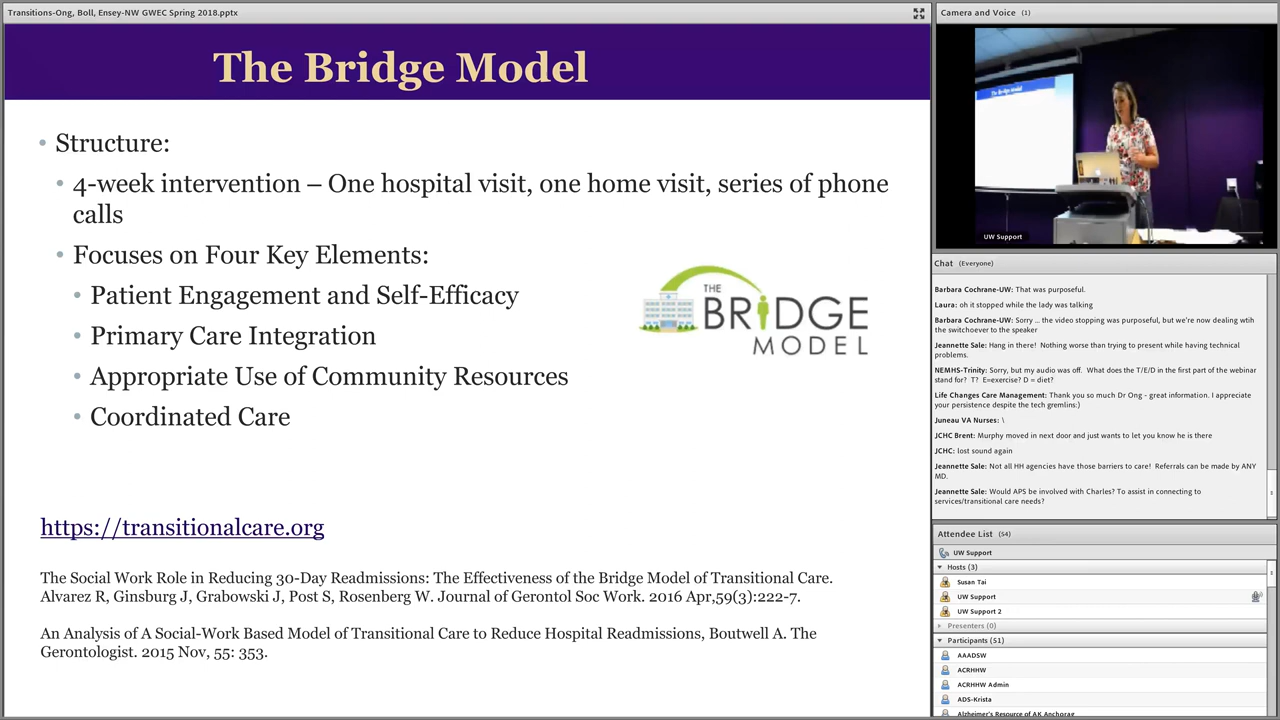 Transitions-Ong, Boll, Ensey-NW GWEC Spring 2018.pptx
The Bridge Model
• Structure:
• 4-week intervention – One hospital visit, one home visit, series of phone
calls
• Focuses on Four Key Elements:
• Patient Engagement and Self-Efficacy
• Primary Care Integration
• Appropriate Use of Community Resources
• Coordinated Care
THE
BRIDGE
MODEL
https://transitionalcare.org
The Social Work Role in Reducing 30-Day Readmissions: The Effectiveness of the Bridge Model of Transitional Care.
Alvarez R, Ginsburg J, Grabowski J, Post S, Rosenberg W. Journal of Gerontol Soc Work. 2016 Apr,59(3):222-7.
An Analysis of A Social-Work Based Model of Transitional Care to Reduce Hospital Readmissions, Boutwell A. The
Gerontologist. 2015 Nov, 55: 353.
Camera and Voice (1)
The Bridge Model
UW Support
Chat (Everyone)
Barbara Cochrane-UW: That was purposeful.
Laura: oh it stopped while the lady was talking
Barbara Cochrane-UW: Sorry ... the video stopping was purposeful, but we're now dealing wtih
the switchoever to the speaker
Jeannette Sale: Hang in there! Nothing worse than trying to present while having technical
problems.
NEMHS-Trinity: Sorry, but my audio was off. What does the T/E/D in the first part of the webinar
stand for? T? E=exercise? D = diet?
Life Changes Care Management: Thank you so much Dr Ong - great information. I appreciate
your persistence despite the tech gremlins:)
Juneau VA Nurses: \
JCHC Brent: Murphy moved in next door and just wants to let you know he is there
JCHC: lost sound again
Jeannette Sale: Not all HH agencies have those barriers to care! Referrals can be made by ANY
MD.
Jeannette Sale: Would APS be involved with Charles? To assist in connecting to
services/transitional care needs?
Attendee List (54)
UW Support
Hosts (3)
Susan Tai
UW Support
UW Support 2
Presenters (0)
Participants (51)
AAADSW
ACRHHW
ACRHHW Admin
ADS-Krista
Alzheimer's Resource of AK Anchorag